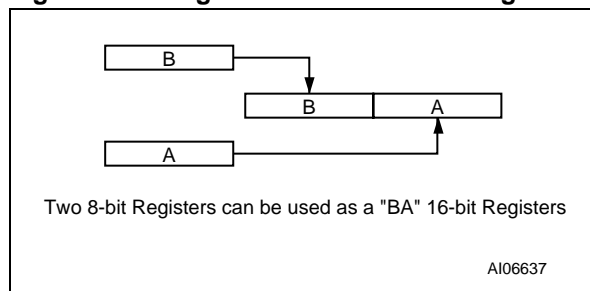 B
B A
A
Two 8-bit Registers can be used as a "BA" 16-bit Registers
AI06637